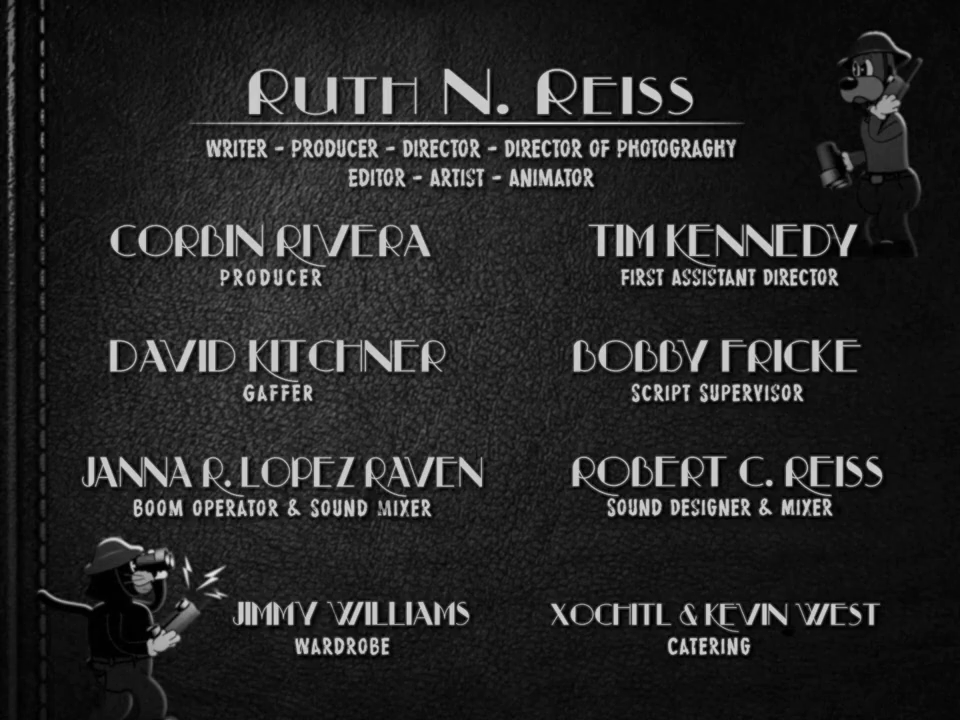 RUTH N. REISS
WRITER - PRODUCER - DIRECTOR - DIRECTOR OF PHOTOGRAGHY
EDITOR - ARTIST - ANIMATOR
CORBIN RIVERA
PRODUCER
TIM KENNEDY
FIRST ASSISTANT DIRECTOR
DAVID KITCHNER
GAFFER
BOBBY FRICKE
SCRIPT SUPERVISOR
JANNA R. LOPEZ RAVEN
BOOM OPERATOR & SOUND MIXER
ROBERT C. REISS
SOUND DESIGNER & MIXER
JIMMY WILLIAMS
WARDROBE
XOCHITL & KEVIN WEST
CATERING